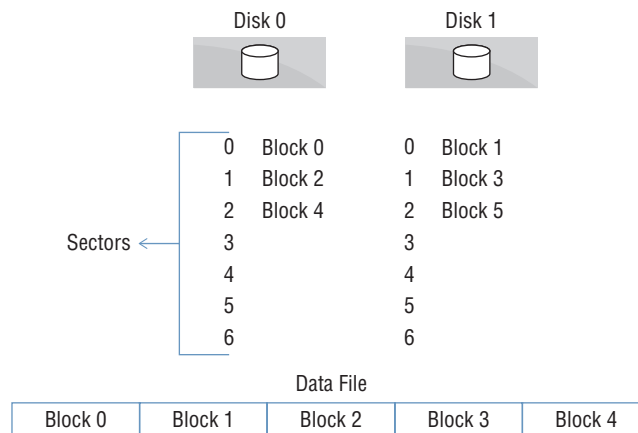 Disk 0 Disk 1
0 Block 0 0 Block 1
1 Block 2 1 Block 3
2 Block 4 2 Block 5
Sectors 3 3
4 4
5 5
6 6
Data File
Block 0 Block 1 Block 2 Block 3 Block 4